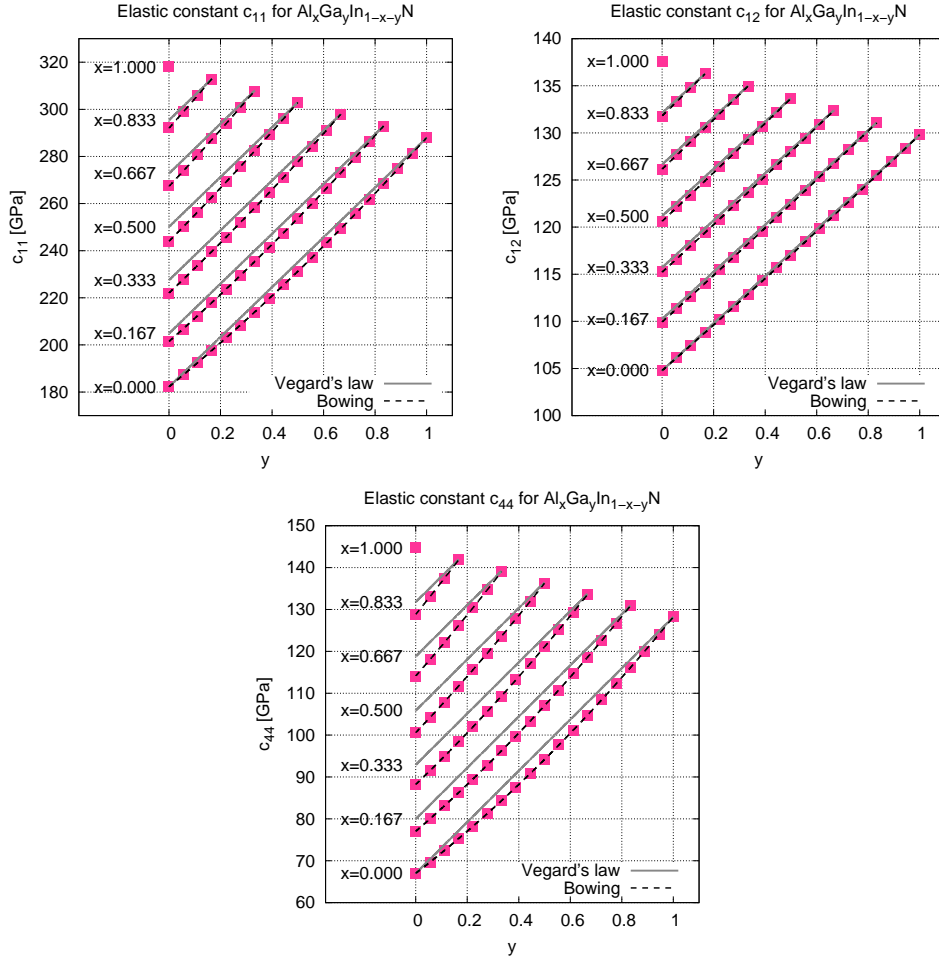 Elastic constant c11 for AlxGayIn1−x−yN
320
300
280
260
240
220
200
180
c11 [GPa]
x=1.000
x=0.833
x=0.667
x=0.500
x=0.333
x=0.167
x=0.000
Vegard's law
Bowing
0 0.2 0.4 0.6 0.8 1
y
Elastic constant c12 for AlxGayIn1−x−yN
140
135
130
125
120
115
110
105
100
c12 [GPa]
x=1.000
x=0.833
x=0.667
x=0.500
x=0.333
x=0.167
x=0.000
Vegard's law
Bowing
0 0.2 0.4 0.6 0.8 1
y
Elastic constant c44 for AlxGayIn1−x−yN
150
140
130
120
110
100
90
80
70
60
c44 [GPa]
x=1.000
x=0.833
x=0.667
x=0.500
x=0.333
x=0.167
x=0.000
Vegard's law
Bowing
0 0.2 0.4 0.6 0.8 1
y